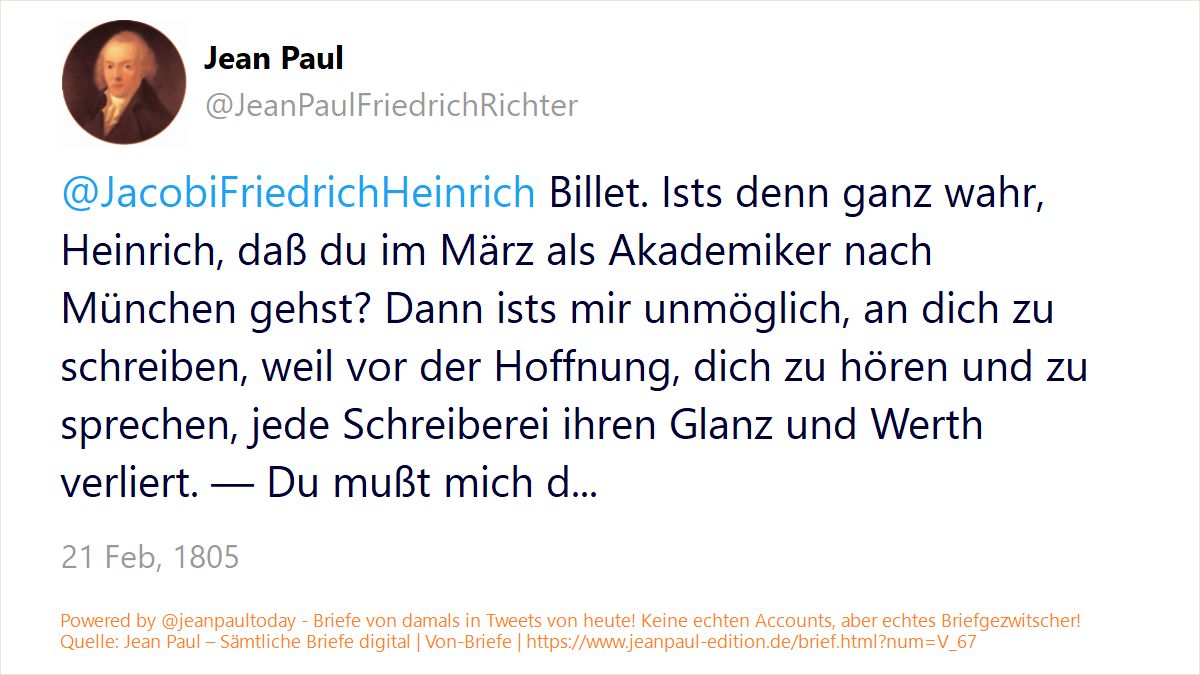 Jean Paul
@JeanPaulFriedrichRichter
@JacobiFriedrichHeinrich Billet. Ists denn ganz wahr,
Heinrich, daß du im März als Akademiker nach
München gehst? Dann ists mir unmöglich, an dich zu
schreiben, weil vor der Hoffnung, dich zu hören und zu
sprechen, jede Schreiberei ihren Glanz und Werth
verliert. — Du mußt mich d...
21 Feb, 1805
Powered by @jeanpaultoday - Briefe von damals in Tweets von heute! Keine echten Accounts, aber echtes Briefgezwitscher!
Quelle: Jean Paul – Sämtliche Briefe digital | Von-Briefe | https://www.jeanpaul-edition.de/brief.html?num=V_67